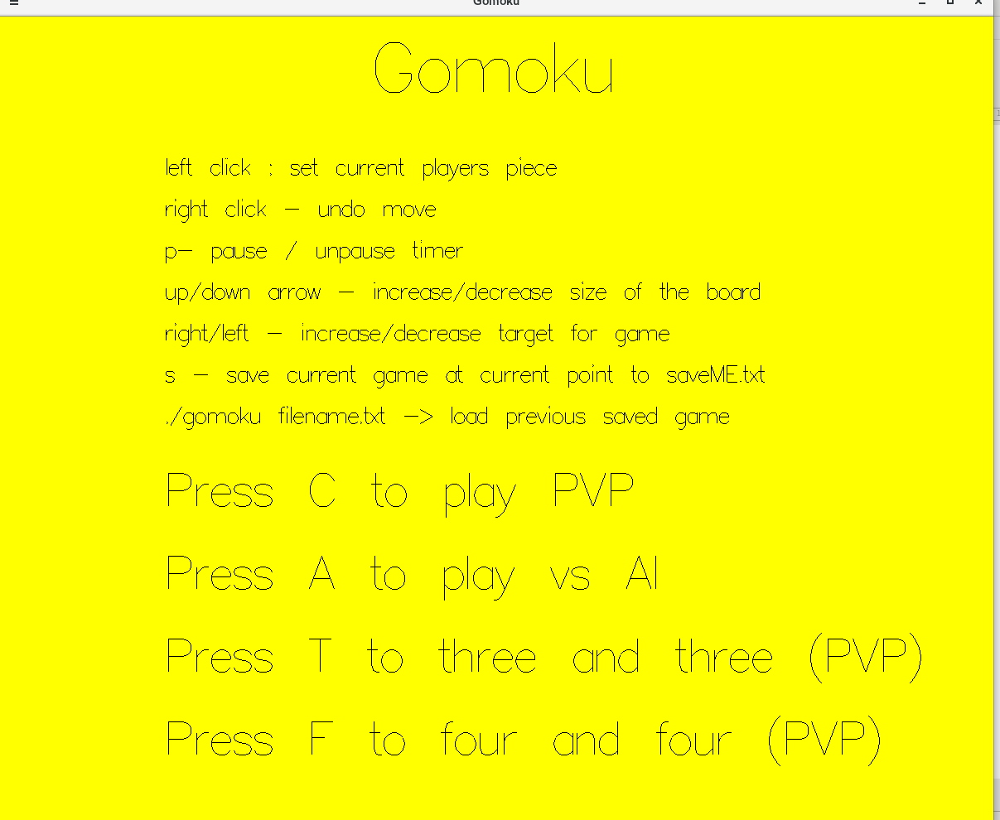 Gomoku
Gomoku
left click : set current players piece
right click - undo move
p- pause / unpause timer
up/down arrow - increase/decrease size of the board
right/left - increase/decrease target for game
s - save current game at current point to saveME.txt
./gomoku filename.txt -> load previous saved game
Press C to play PVP
Press A to play vs AI
Press T to three and three (PVP)
Press F to four and four (PVP)